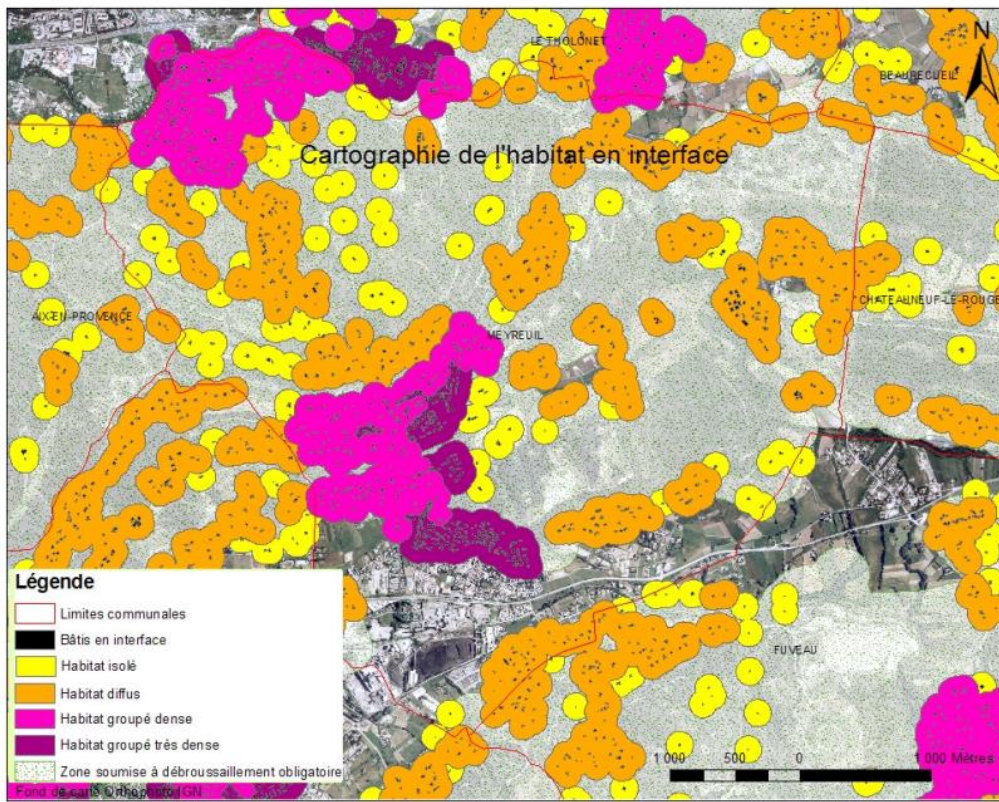 LE THOLONET
N
BEAURECUEIL
Cartographie de l'habitat en interface
AIX-EN-PROVENCE
CHATEAUNEUF-LE-ROUGE
MEYREUIL
FUVEAU
Légende
Limites communales
Bâtis en interface
Habitat isolé
Habitat diffus
Habitat groupé dense
Habitat groupé très dense
Zone soumise à débroussaillement obligatoire
Fond de carte Orthophoto IGN
1 000 500 0 1 000 Mètres